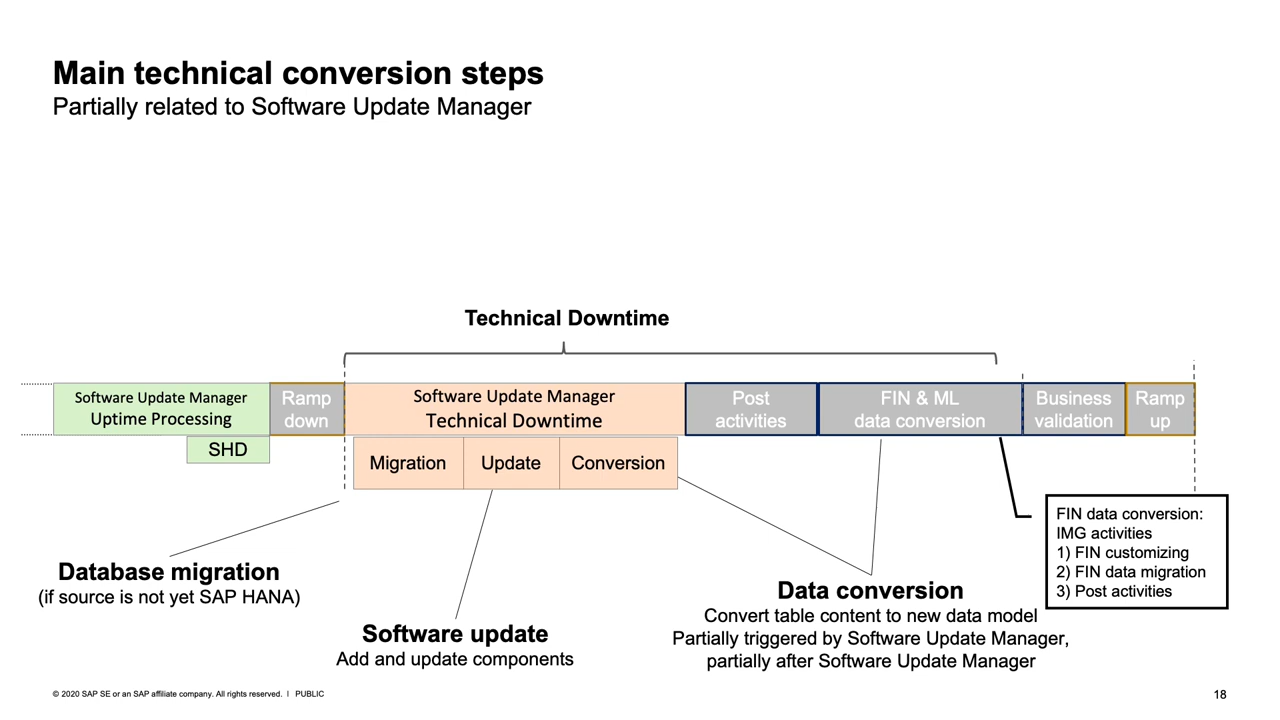 Main technical conversion steps
Partially related to Software Update Manager
Technical Downtime
Software Update Manager
Uptime Processing
SHD
Ramp
down
Software Update Manager
Technical Downtime
Migration
Update
Conversion
Post
activities
FIN & ML
data conversion
Business
validation
Ramp
up
Database migration
(if source is not yet SAP HANA)
Software update
Add and update components
Data conversion
Convert table content to new data model
Partially triggered by Software Update Manager,
partially after Software Update Manager
FIN data conversion:
IMG activities
1) FIN customizing
2) FIN data migration
3) Post activities
© 2020 SAP SE or an SAP affiliate company. All rights reserved. | PUBLIC
18